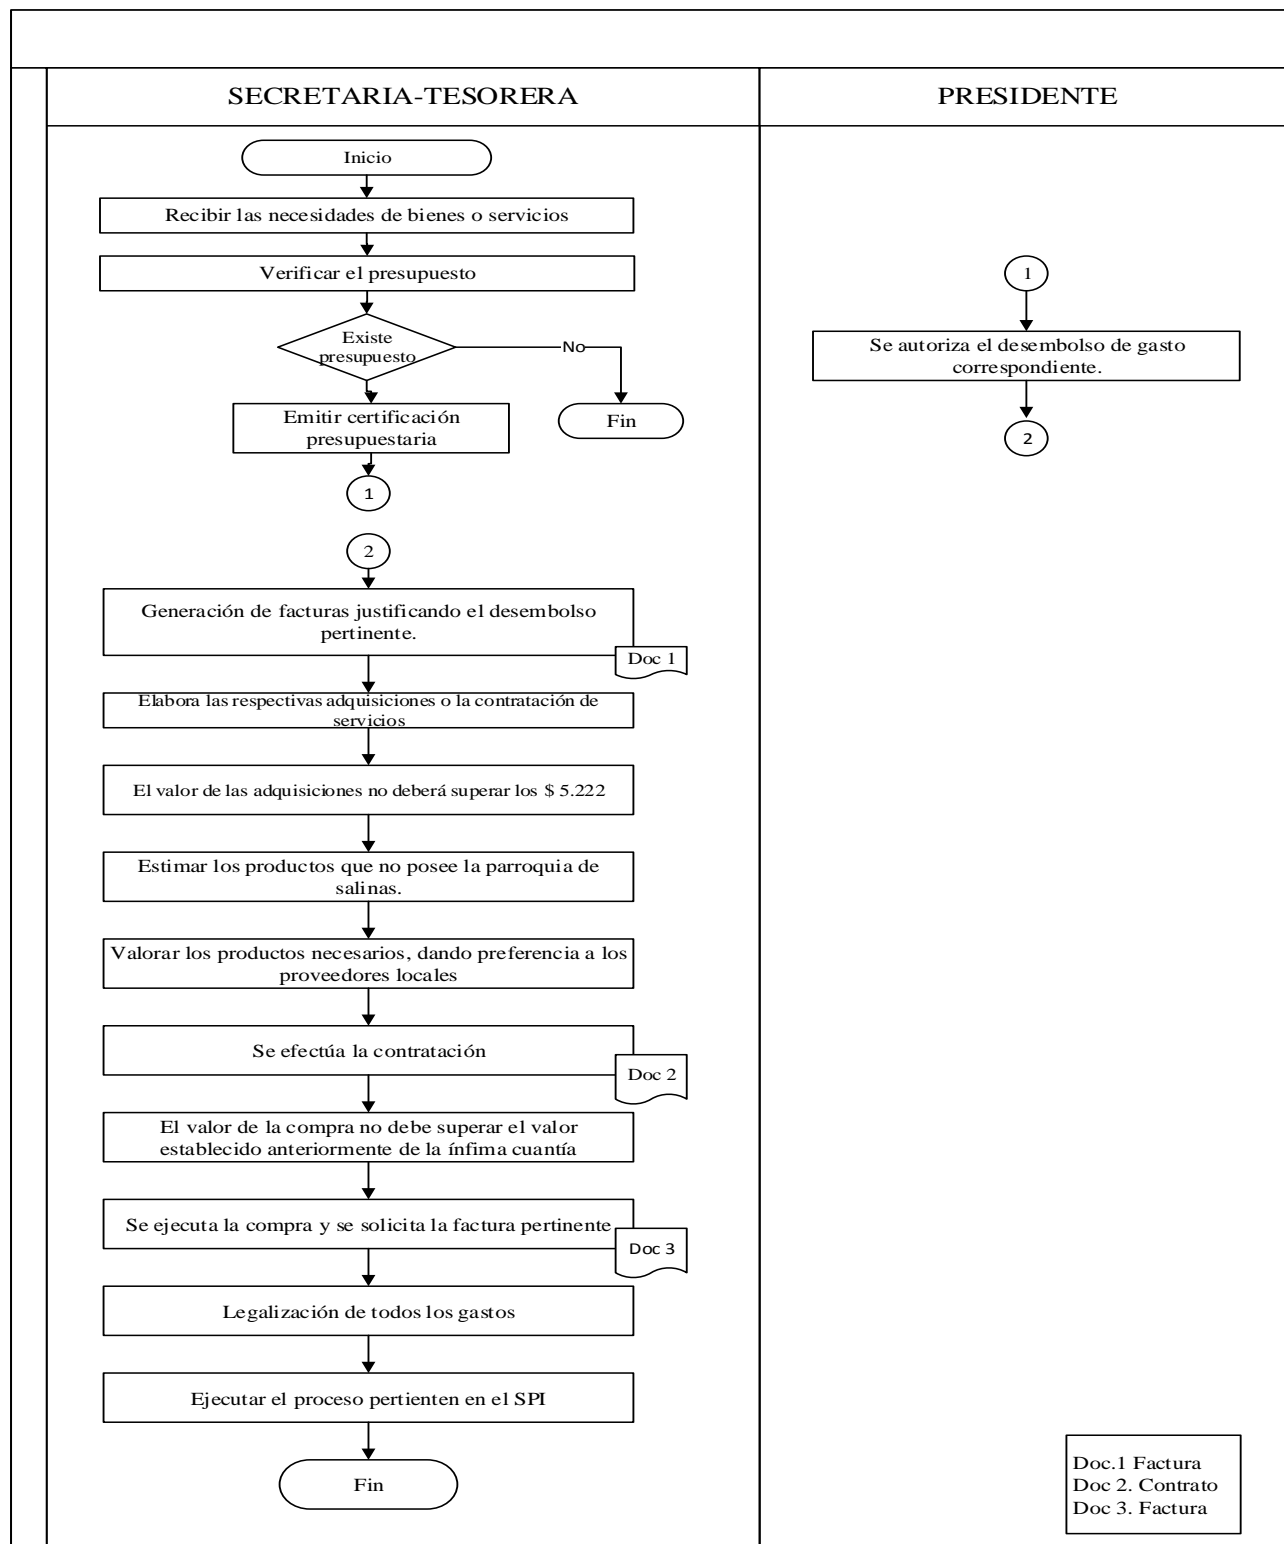 SECRETARIA-TESORERA
PRESIDENTE
Inicio
Recibir las necesidades de bienes o servicios
Verificar el presupuesto
Existe
presupuesto
No
Fin
Emitir certificación
presupuestaria
1
1
Se autoriza el desembolso de gasto
correspondiente.
2
2
Generación de facturas justificando el desembolso
pertinente.
Doc 1
Elabora las respectivas adquisiciones o la contratación de
servicios
El valor de las adquisiciones no deberá superar los $ 5.222
Estimar los productos que no posee la parroquia de
salinas.
Valorar los productos necesarios, dando preferencia a los
proveedores locales
Se efectúa la contratación
Doc 2
El valor de la compra no debe superar el valor
establecido anteriormente de la ínfima cuantía
Se ejecuta la compra y se solicita la factura pertinente
Doc 3
Legalización de todos los gastos
Ejecutar el proceso pertienten en el SPI
Fin
Doc.1 Factura
Doc 2. Contrato
Doc 3. Factura